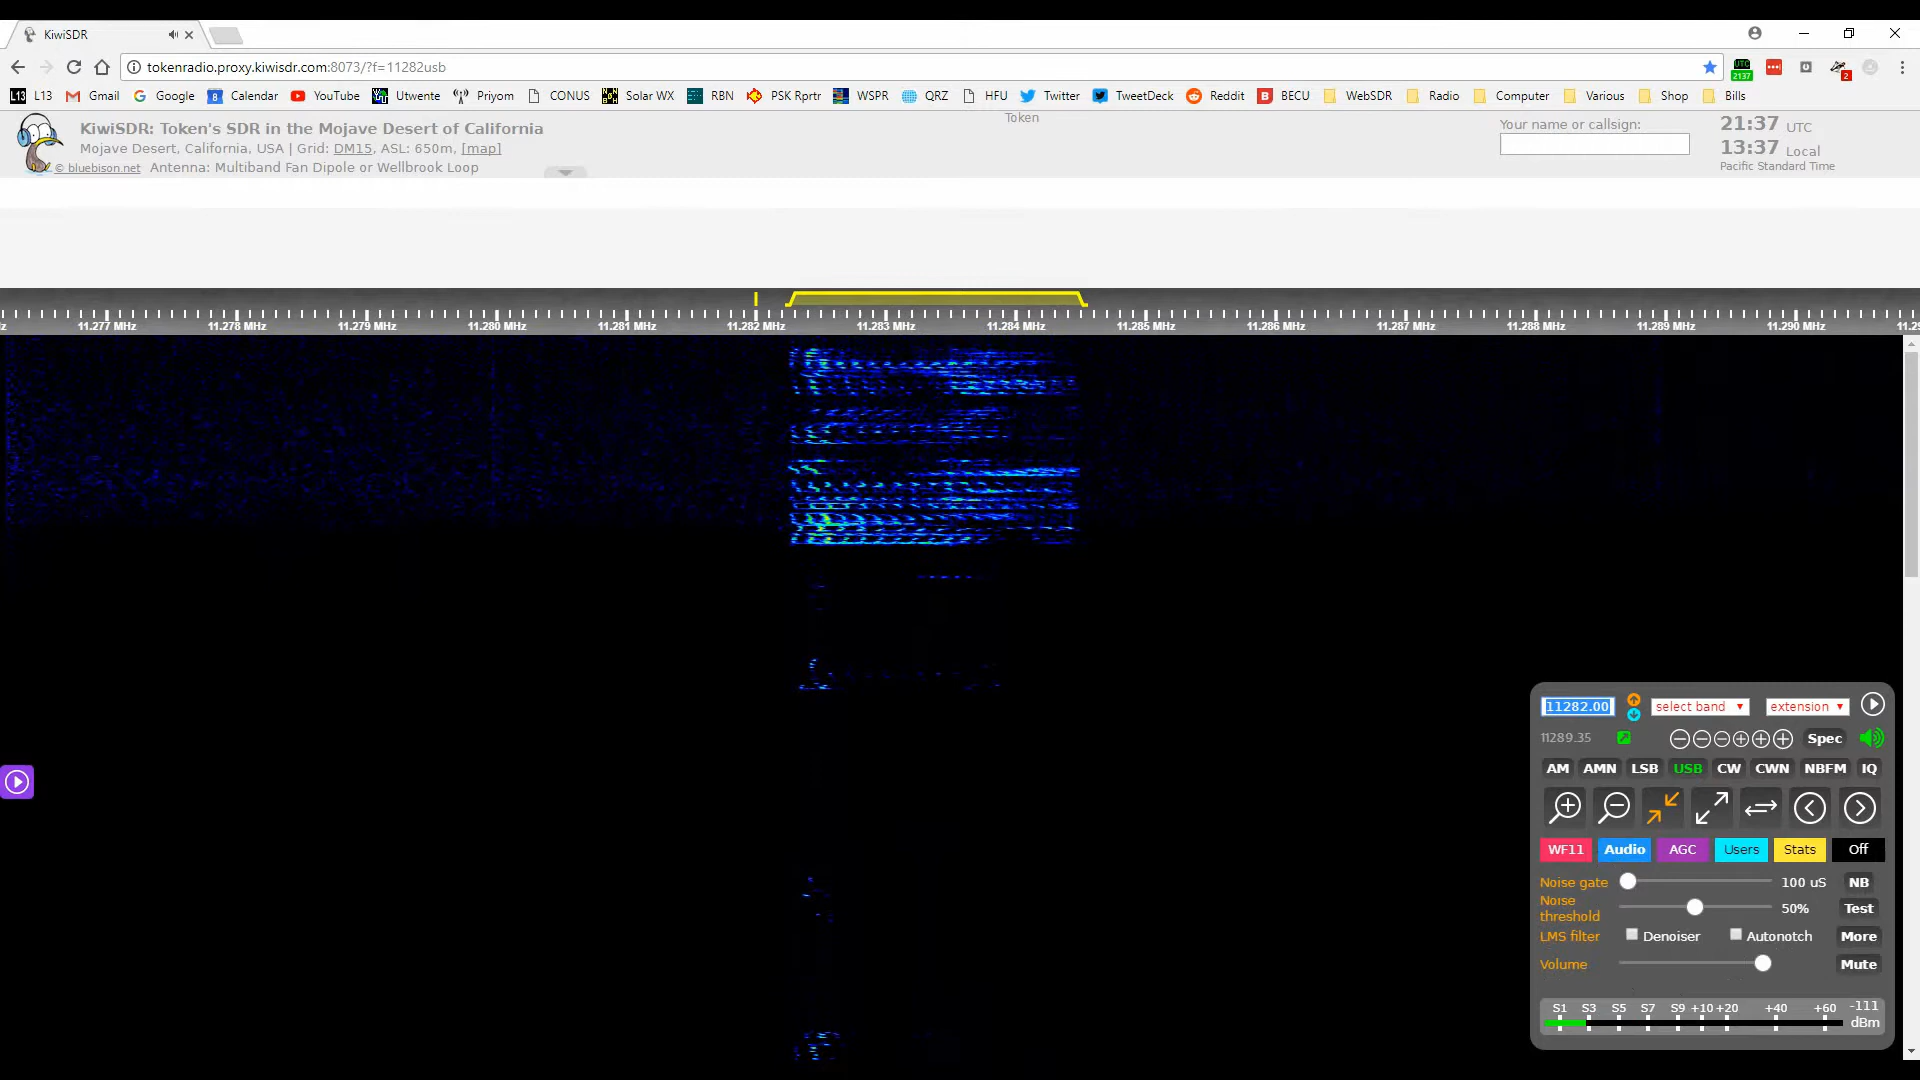 KiwiSDR
tokenradio.proxy.kiwisdr.com:8073/?f=11282usb
UTC
2137
2
L13 L13 Gmail Google 8 Calendar YouTube Utwente Priyom CONUS Solar WX RBN PSK Rprtr WSPR QRZ HFU Twitter TweetDeck Reddit B BECU WebSDR Radio Computer Various Shop Bills
Token
KiwiSDR: Token's SDR in the Mojave Desert of California
Mojave Desert, California, USA | Grid: DM15, ASL: 650m, [map]
© bluebison.net Antenna: Multiband Fan Dipole or Wellbrook Loop
Your name or callsign:
21:37 UTC
13:37 Local
Pacific Standard Time
11.277 MHz 11.278 MHz 11.279 MHz 11.280 MHz 11.281 MHz 11.282 MHz 11.283 MHz 11.284 MHz 11.285 MHz 11.286 MHz 11.287 MHz 11.288 MHz 11.289 MHz 11.290 MHz
11282.00 select band extension
11289.35 Spec
AM AMN LSB USB CW CWN NBFM IQ
WF11 Audio AGC Users Stats Off
Noise gate 100 uS NB
Noise threshold 50% Test
LMS filter Denoiser Autonotch More
Volume Mute
S1 S3 S5 S7 S9 +10 +20 +40 +60 -111 dBm